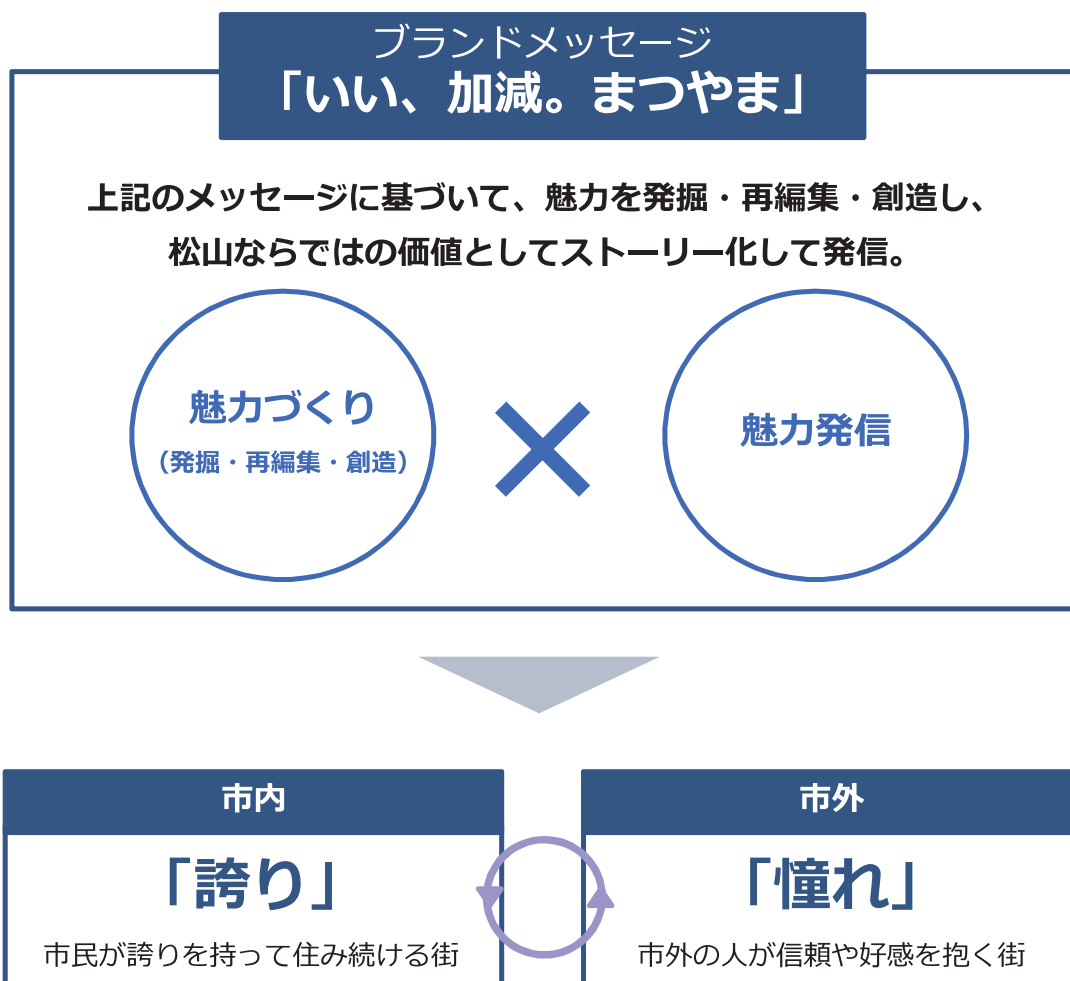 ブランドメッセージ
「いい、加減。まつやま」
上記のメッセージに基づいて、魅力を発掘・再編集・創造し、
松山ならではの価値としてストーリー化して発信。
魅力づくり
（発掘・再編集・創造）
魅力発信
市内
「誇り」
市民が誇りを持って住み続ける街
市外
「憧れ」
市外の人が信頼や好感を抱く街